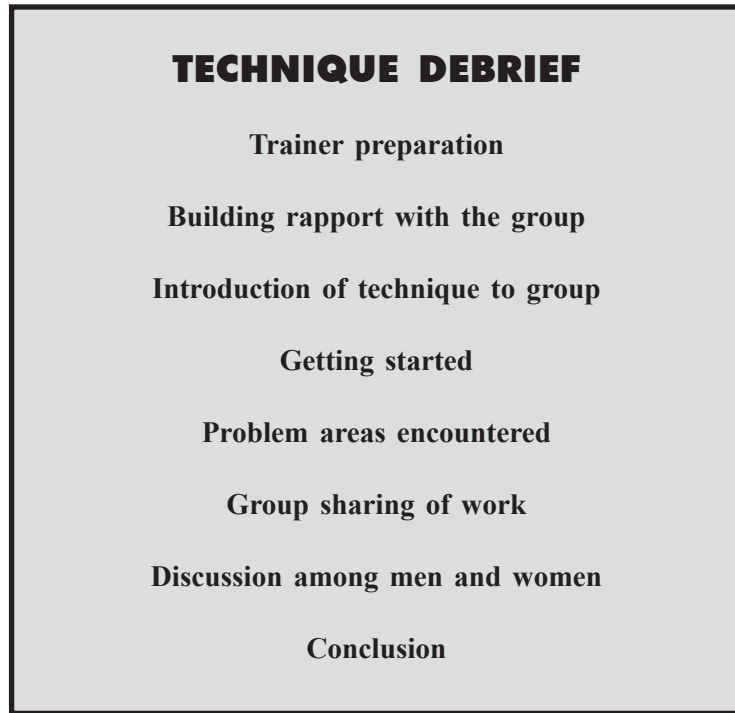 TECHNIQUE DEBRIEF
Trainer preparation
Building rapport with the group
Introduction of technique to group
Getting started
Problem areas encountered
Group sharing of work
Discussion among men and women
Conclusion